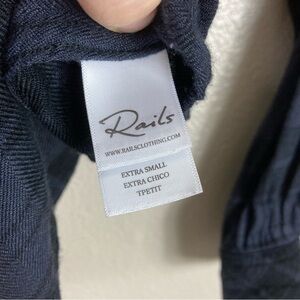 Rails
WWW.RAILSCLOTHING.COM
EXTRA SMALL
EXTRA CHICO
TPETIT